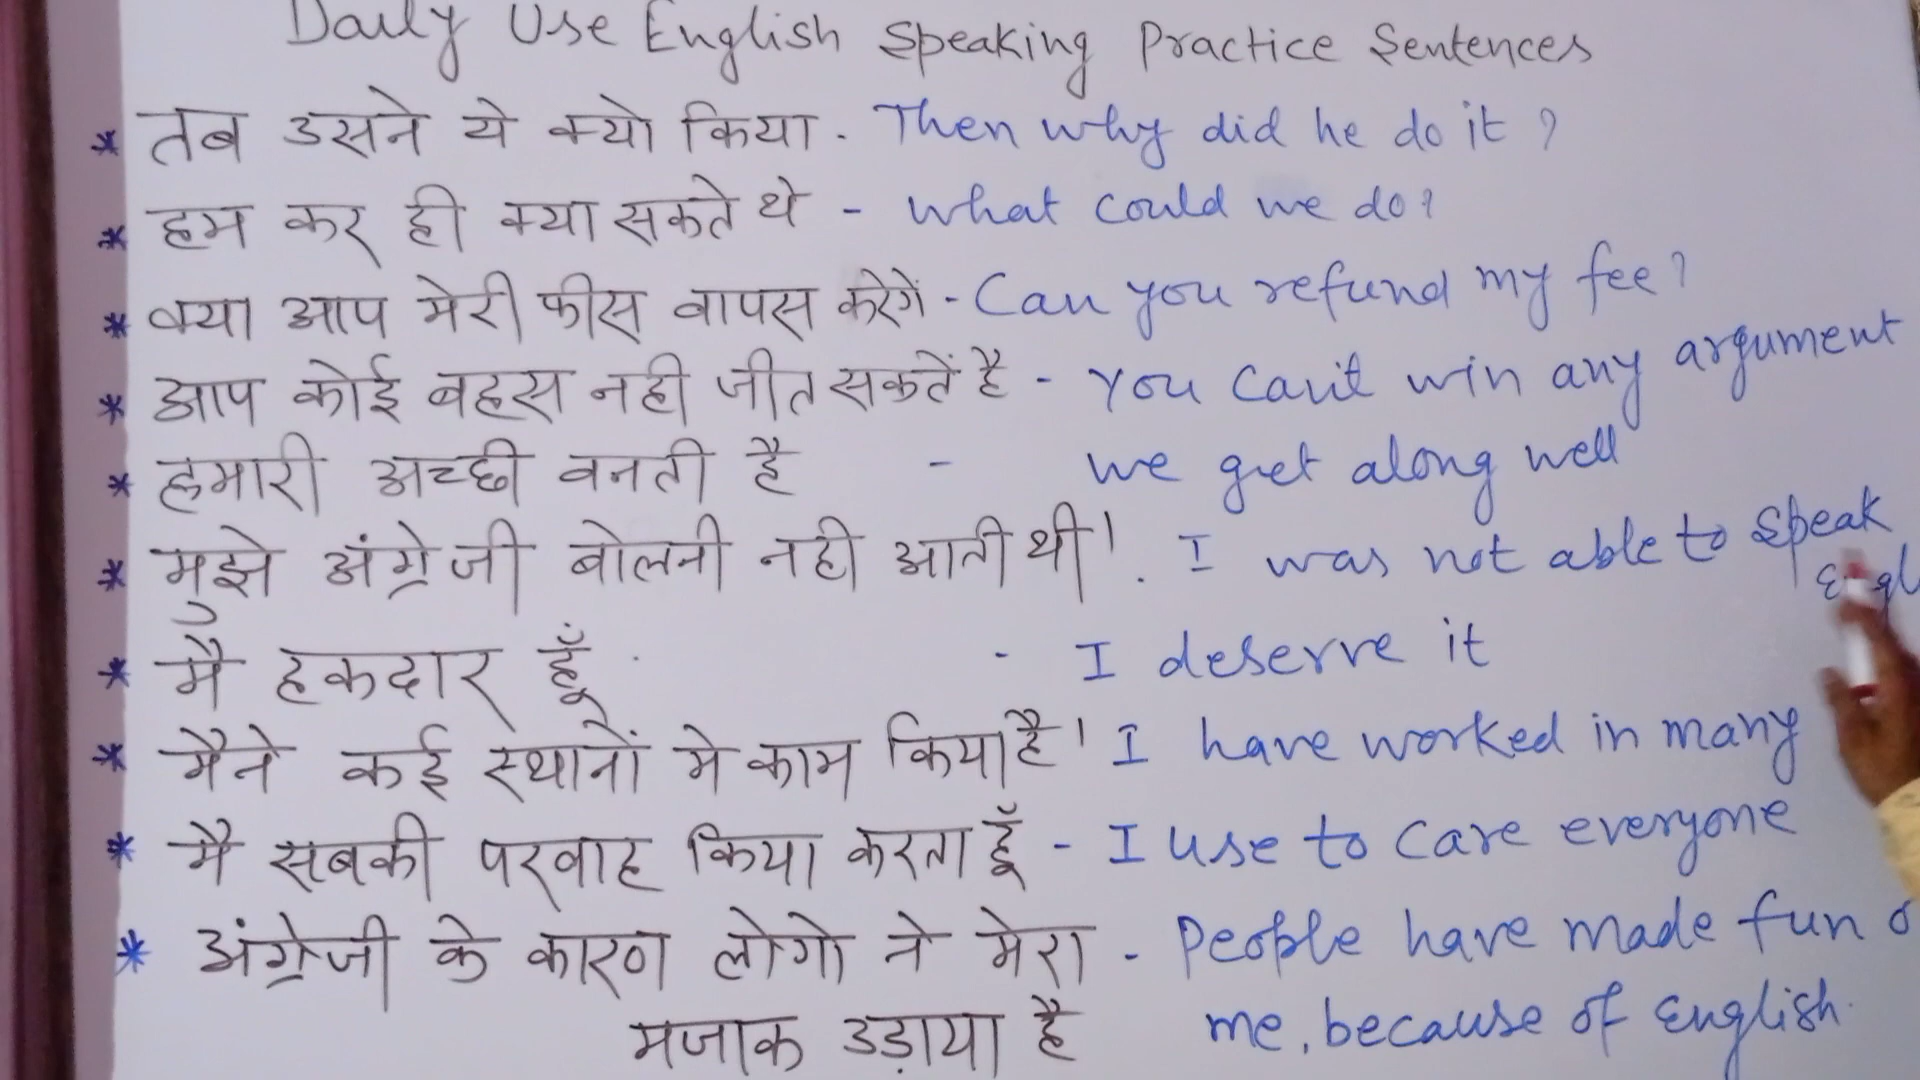 Daily Use English Speaking Practice Sentences
* तब उसने ये क्यो किया. Then why did he do it ?
* हम कर ही क्या सकते थे - what could we do?
* क्या आप मेरी फीस वापस करेगें - Can you refund my fee?
* आप कोई बहस नही जीत सकतें है - You can't win any argument
* हमारी अच्छी बनती है - we get along well
* मुझे अंग्रेजी बोलनी नही आती थी। . I was not able to speak
* मै हकदार हूँ. - I deserve it
* मैने कई स्थानों मे काम किया है। I have worked in many
* मै सबकी परवाह किया करता हूँ - I use to care everyone
* अंग्रेजी के कारण लोगो ने मेरा - People have made fun o
मजाक उड़ाया है me, because of English.